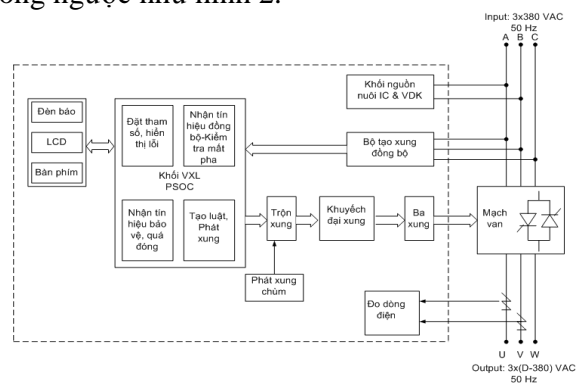 ong ngược như hình 2.
Input: 3x380 VAC
50 Hz
A B C
Khối nguồn
nuôi IC & VDK
Đèn báo
LCD
Bàn phím
Đặt tham
số, hiển
thị lỗi
Nhận tín
hiệu đồng
bộ-Kiểm
tra mất
pha
Khối VXL
PSOC
Nhận tín
hiệu bảo
vệ, quá
dòng
Tạo luật,
Phát
xung
Bộ tạo xung
đồng bộ
Trộn
xung
Khuyếch
đại xung
Ba
xung
Mạch
van
Phát xung
chùm
Đo dòng
điện
U V W
Output: 3x(D-380) VAC
50 Hz